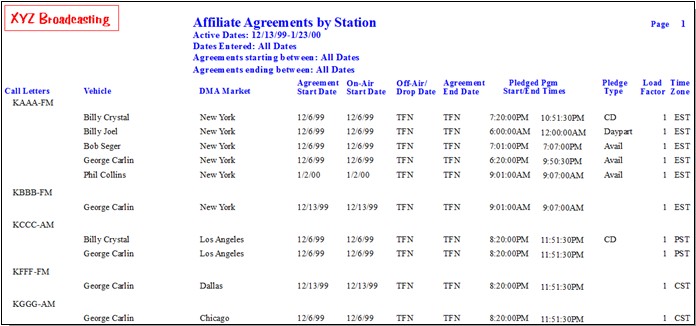 XYZ Broadcasting
Affiliate Agreements by Station
Page 1
Active Dates: 12/13/99-1/23/00
Dates Entered: All Dates
Agreements starting between: All Dates
Agreements ending between: All Dates
Call Letters Vehicle DMA Market Agreement Start Date On-Air Start Date Off-Air/ Drop Date Agreement End Date Pledged Pgm Start/End Times Pledge Type Load Factor Time Zone
KAAA-FM
Billy Crystal New York 12/6/99 12/6/99 TFN TFN 7:20:00PM 10:51:30PM CD 1 EST
Billy Joel New York 12/6/99 12/6/99 TFN TFN 6:00:00AM 12:00:00AM Daypart 1 EST
Bob Seger New York 12/6/99 12/6/99 TFN TFN 7:01:00PM 7:07:00PM Avail 1 EST
George Carlin New York 12/6/99 12/6/99 TFN TFN 6:20:00PM 9:50:30PM Avail 1 EST
Phil Collins New York 1/2/00 1/2/00 TFN TFN 9:01:00AM 9:07:00AM Avail 1 EST
KBBB-FM
George Carlin New York 12/13/99 12/13/99 TFN TFN 9:01:00AM 9:07:00AM 1 EST
KCCC-AM
Billy Crystal Los Angeles 12/6/99 12/6/99 TFN TFN 8:20:00PM 11:51:30PM CD 1 PST
George Carlin Los Angeles 12/6/99 12/6/99 TFN TFN 8:20:00PM 11:51:30PM 1 PST
KFFF-FM
George Carlin Dallas 12/13/99 12/13/99 TFN TFN 8:20:00PM 11:51:30PM 1 CST
KGGG-AM
George Carlin Chicago 12/6/99 12/6/99 TFN TFN 8:20:00PM 11:51:30PM 1 CST